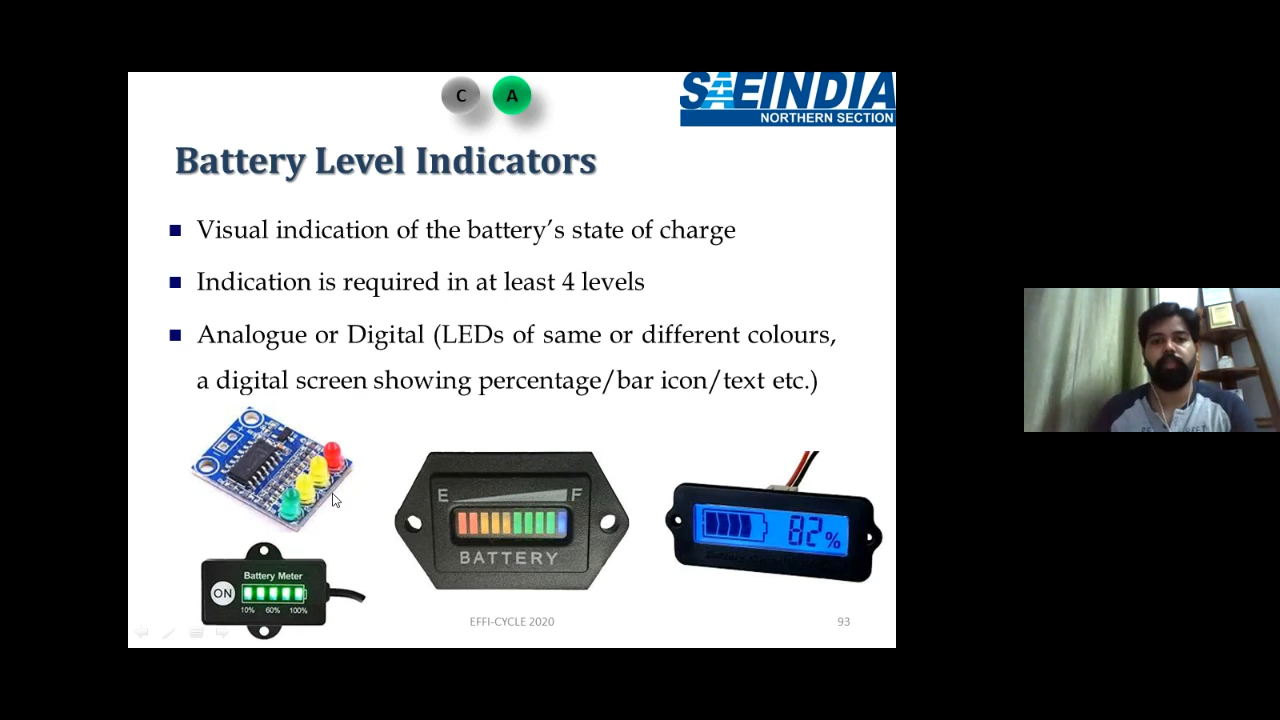 C A
SAEINDIA
NORTHERN SECTION
Battery Level Indicators
Visual indication of the battery’s state of charge
Indication is required in at least 4 levels
Analogue or Digital (LEDs of same or different colours,
a digital screen showing percentage/bar icon/text etc.)
E F
BATTERY
82%
Battery Meter
ON
10% 60% 100%
EFFI-CYCLE 2020
93